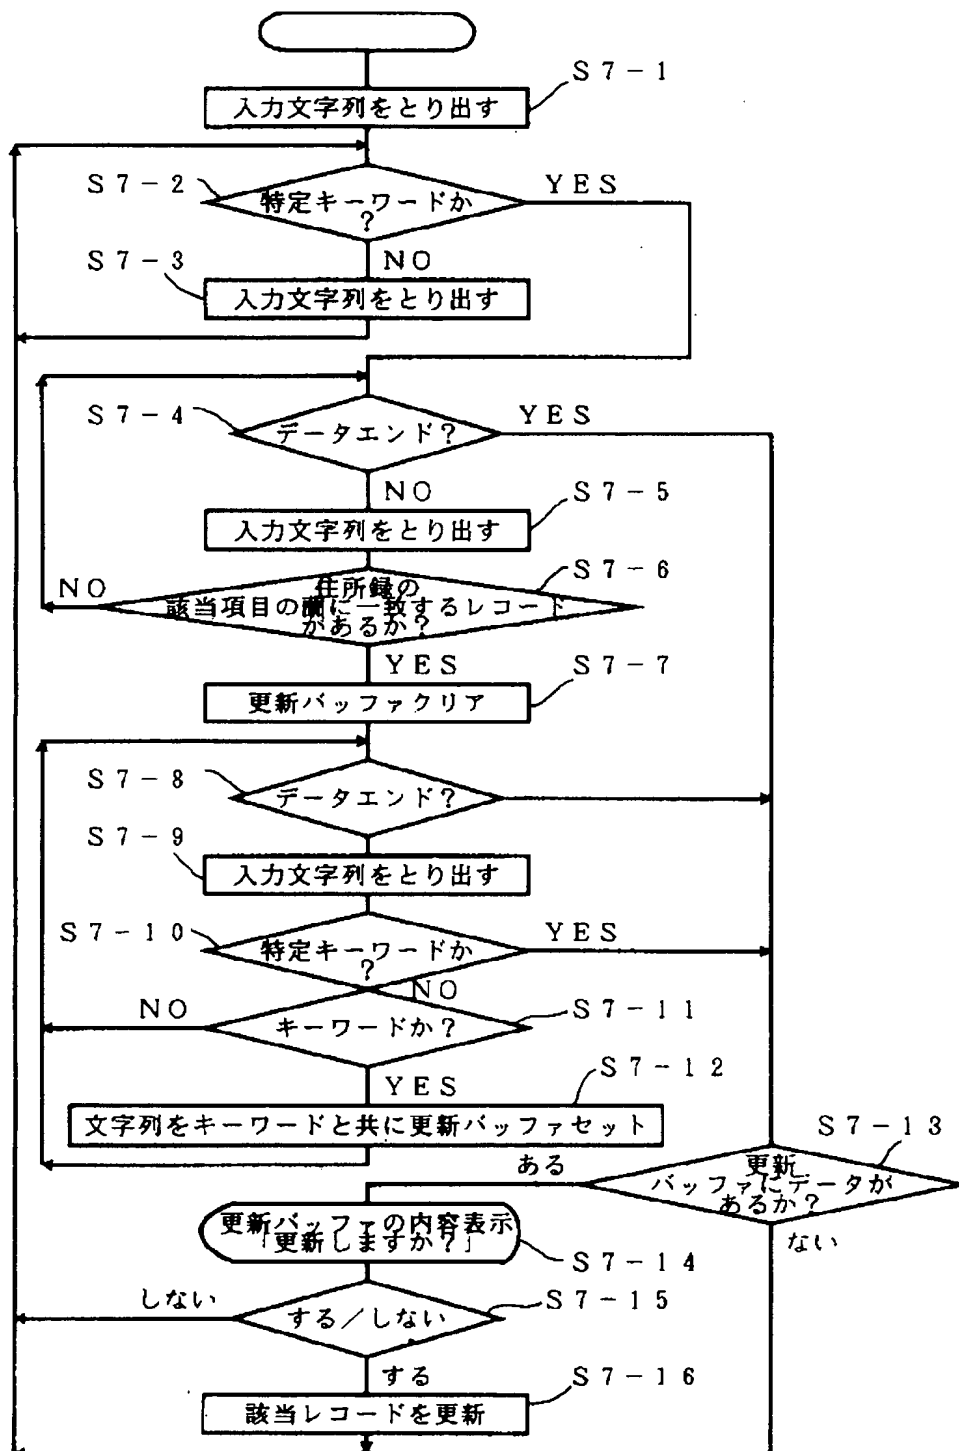 S7-1
入力文字列をとり出す
S7-2
特定キーワードか
?
YES
S7-3
NO
入力文字列をとり出す
S7-4
データエンド?
YES
NO
S7-5
入力文字列をとり出す
S7-6
NO
住所録の
該当項目の欄に一致するレコード
があるか?
YES
S7-7
更新バッファクリア
S7-8
データエンド?
S7-9
入力文字列をとり出す
S7-10
特定キーワードか
?
YES
NO
NO
キーワードか?
S7-11
YES
S7-12
文字列をキーワードと共に更新バッファセット
S7-13
ある
更新
バッファにデータが
あるか?
ない
更新バッファの内容表示
「更新しますか?」
S7-14
しない
する/しない
S7-15
する
S7-16
該当レコードを更新